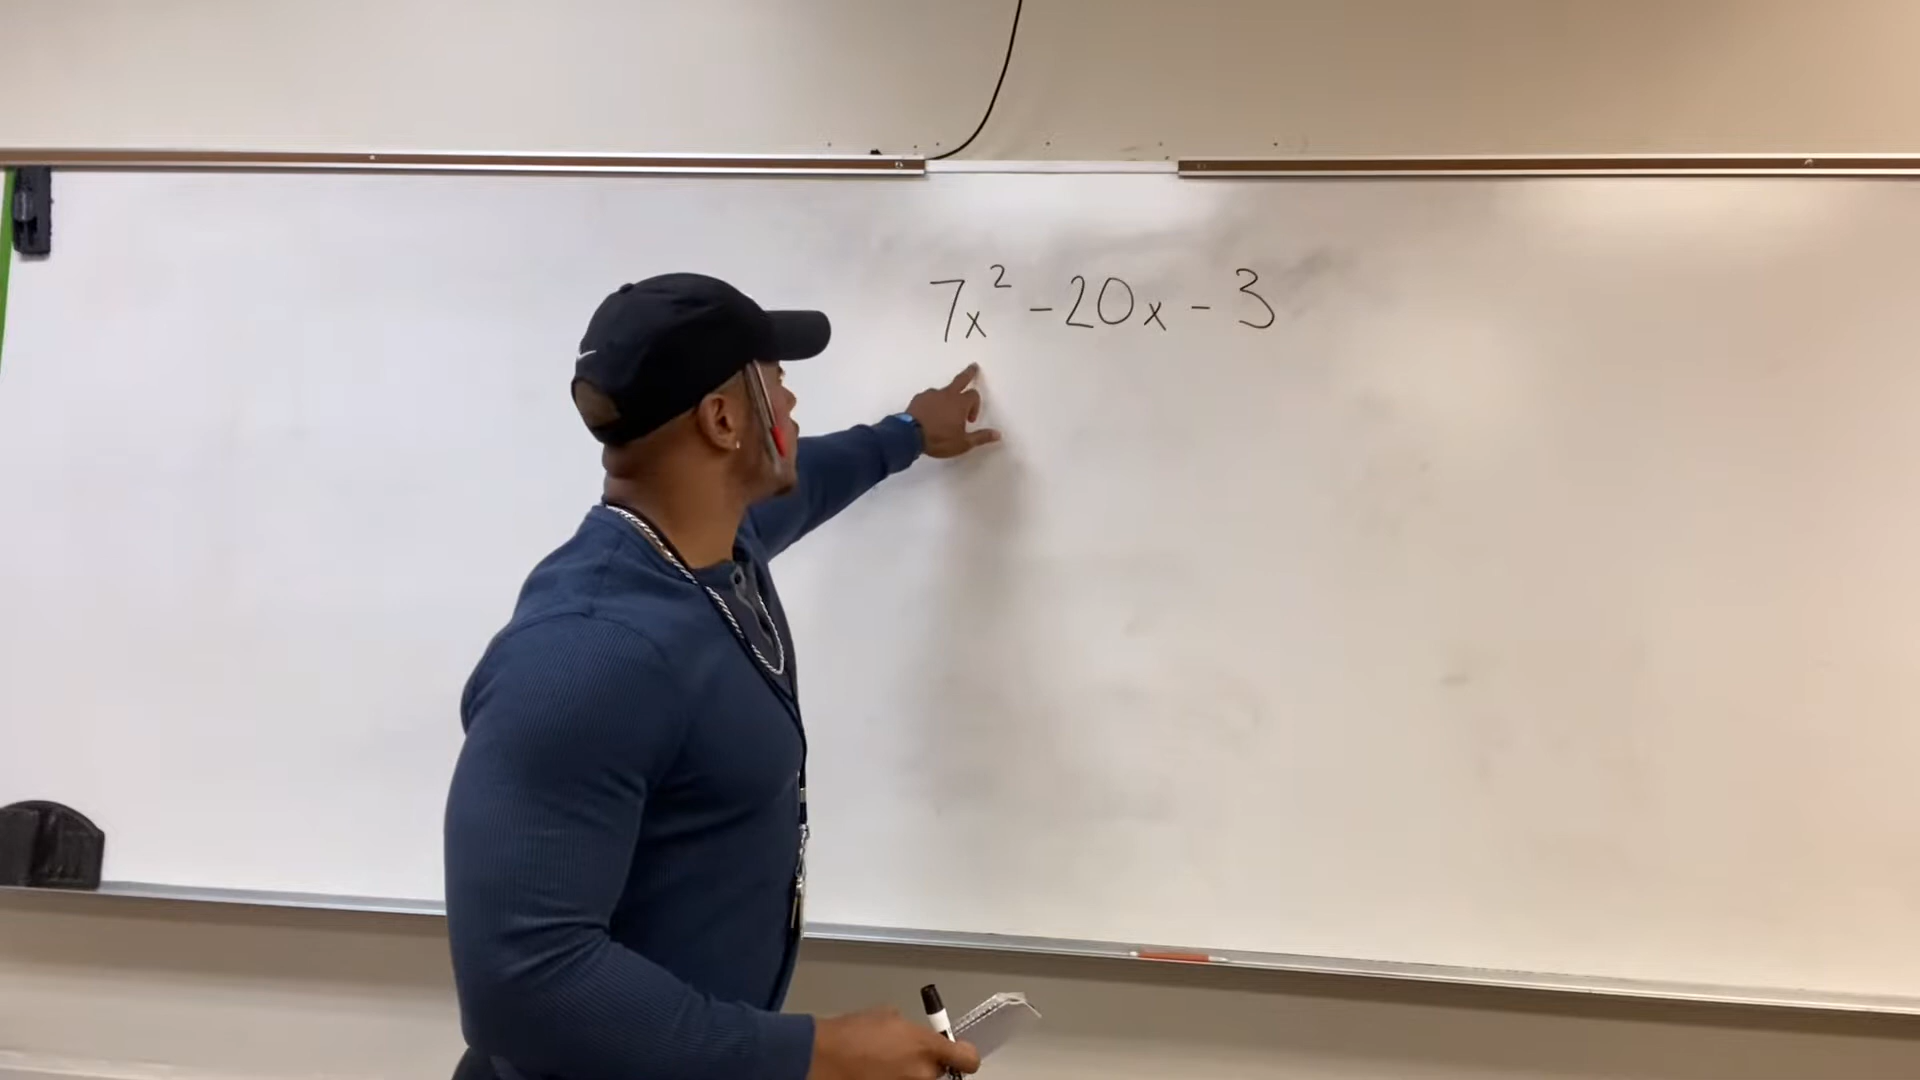 7x² - 20x - 3